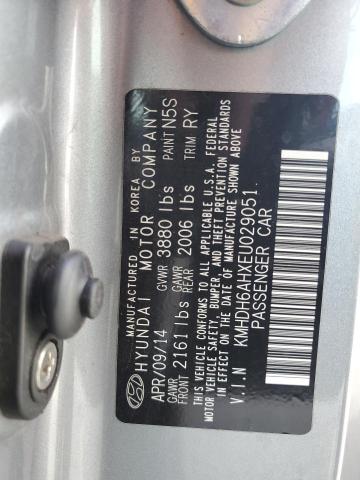 MANUFACTURED IN KOREA BY
HYUNDAI MOTOR COMPANY
APR/09/14 GVWR 3880 lbs PAINT N5S
GAWR FRONT 2161 lbs GAWR REAR 2006 lbs TRIM RY
THIS VEHICLE CONFORMS TO ALL APPLICABLE U.S.A. FEDERAL
MOTOR VEHICLE SAFETY, BUMPER, AND THEFT PREVENTION STANDARDS
IN EFFECT ON THE DATE OF MANUFACTURE SHOWN ABOVE
V.I.N KMHDH6AHXEU029051
PASSENGER CAR